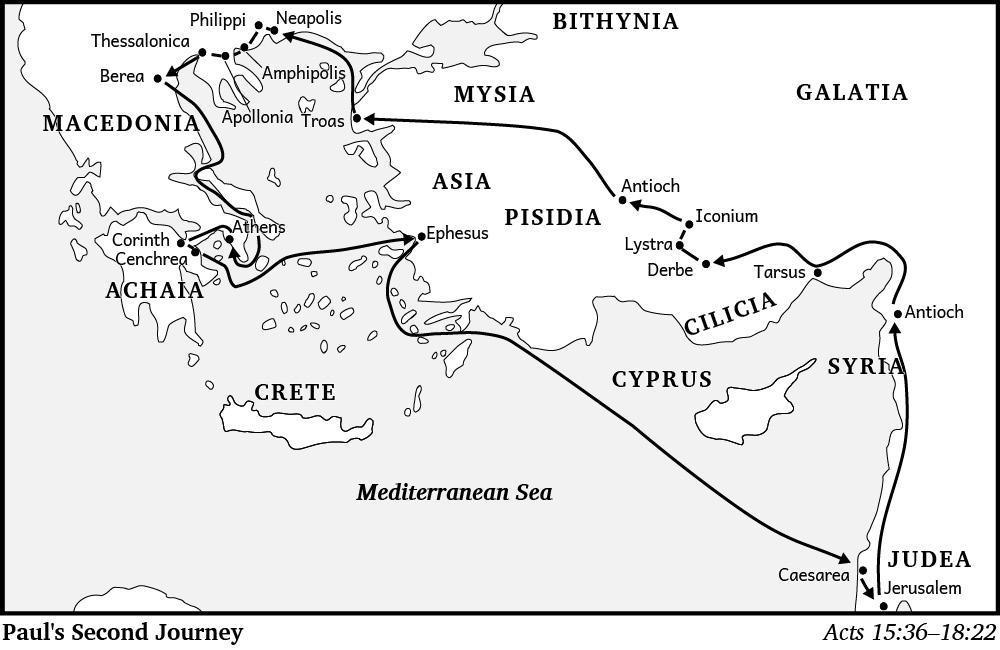 Philippi
Neapolis
BITHYNIA
Thessalonica
Berea
Amphipolis
MYSIA
GALATIA
MACEDONIA
Apollonia
Troas
ASIA
Antioch
PISIDIA
Iconium
Athens
Ephesus
Corinth
Lystra
Cenchrea
Derbe
Tarsus
ACHAIA
CILICIA
Antioch
SYRIA
CYPRUS
CRETE
Mediterranean Sea
JUDEA
Caesarea
Jerusalem
Paul's Second Journey
Acts 15:36–18:22